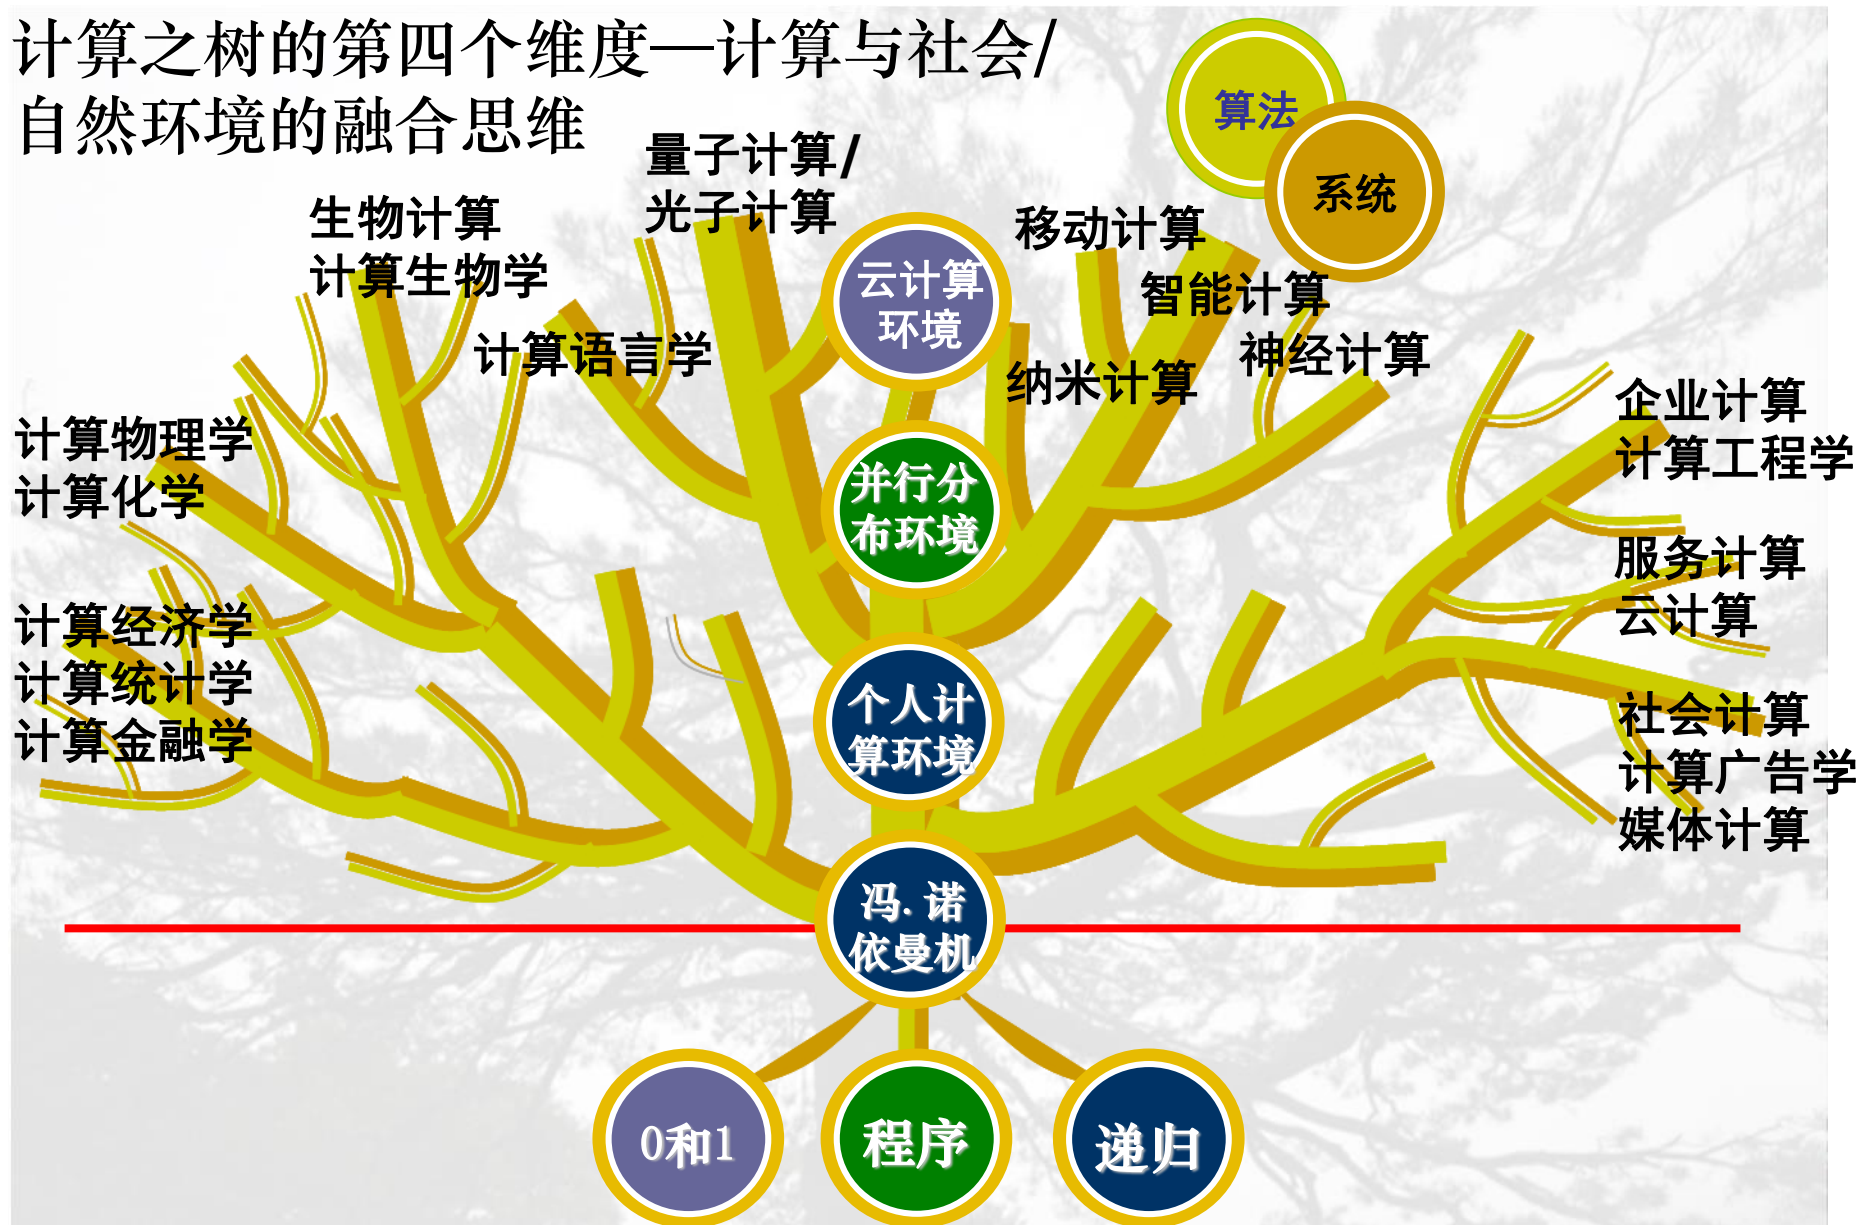 计算之树的第四个维度—计算与社会/
自然环境的融合思维
算法
系统
量子计算/
光子计算
生物计算
计算生物学
计算语言学
云计算
环境
移动计算
智能计算
纳米计算
神经计算
企业计算
计算工程学
计算物理学
计算化学
并行分
布环境
服务计算
云计算
计算经济学
计算统计学
计算金融学
个人计
算环境
社会计算
计算广告学
媒体计算
冯.诺
依曼机
0和1
程序
递归